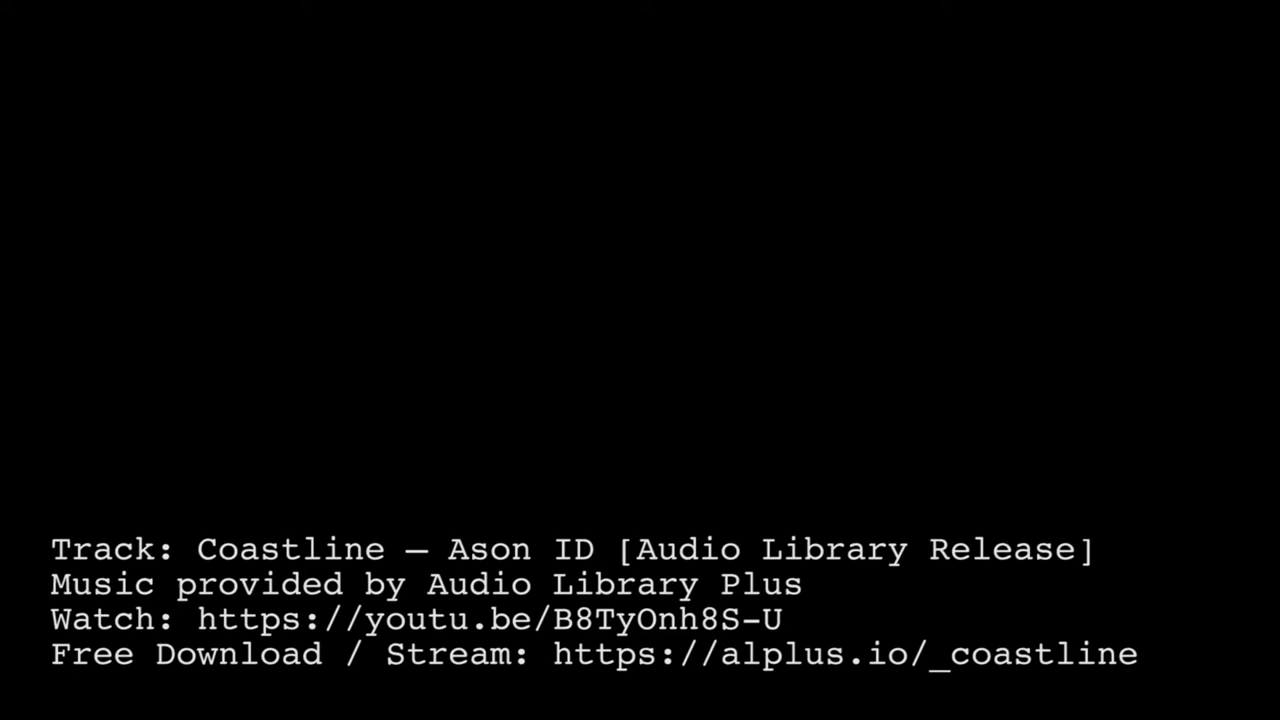 Track: Coastline — Ason ID [Audio Library Release]
Music provided by Audio Library Plus
Watch: https://youtu.be/B8TyOnh8S-U
Free Download / Stream: https://alplus.io/_coastline